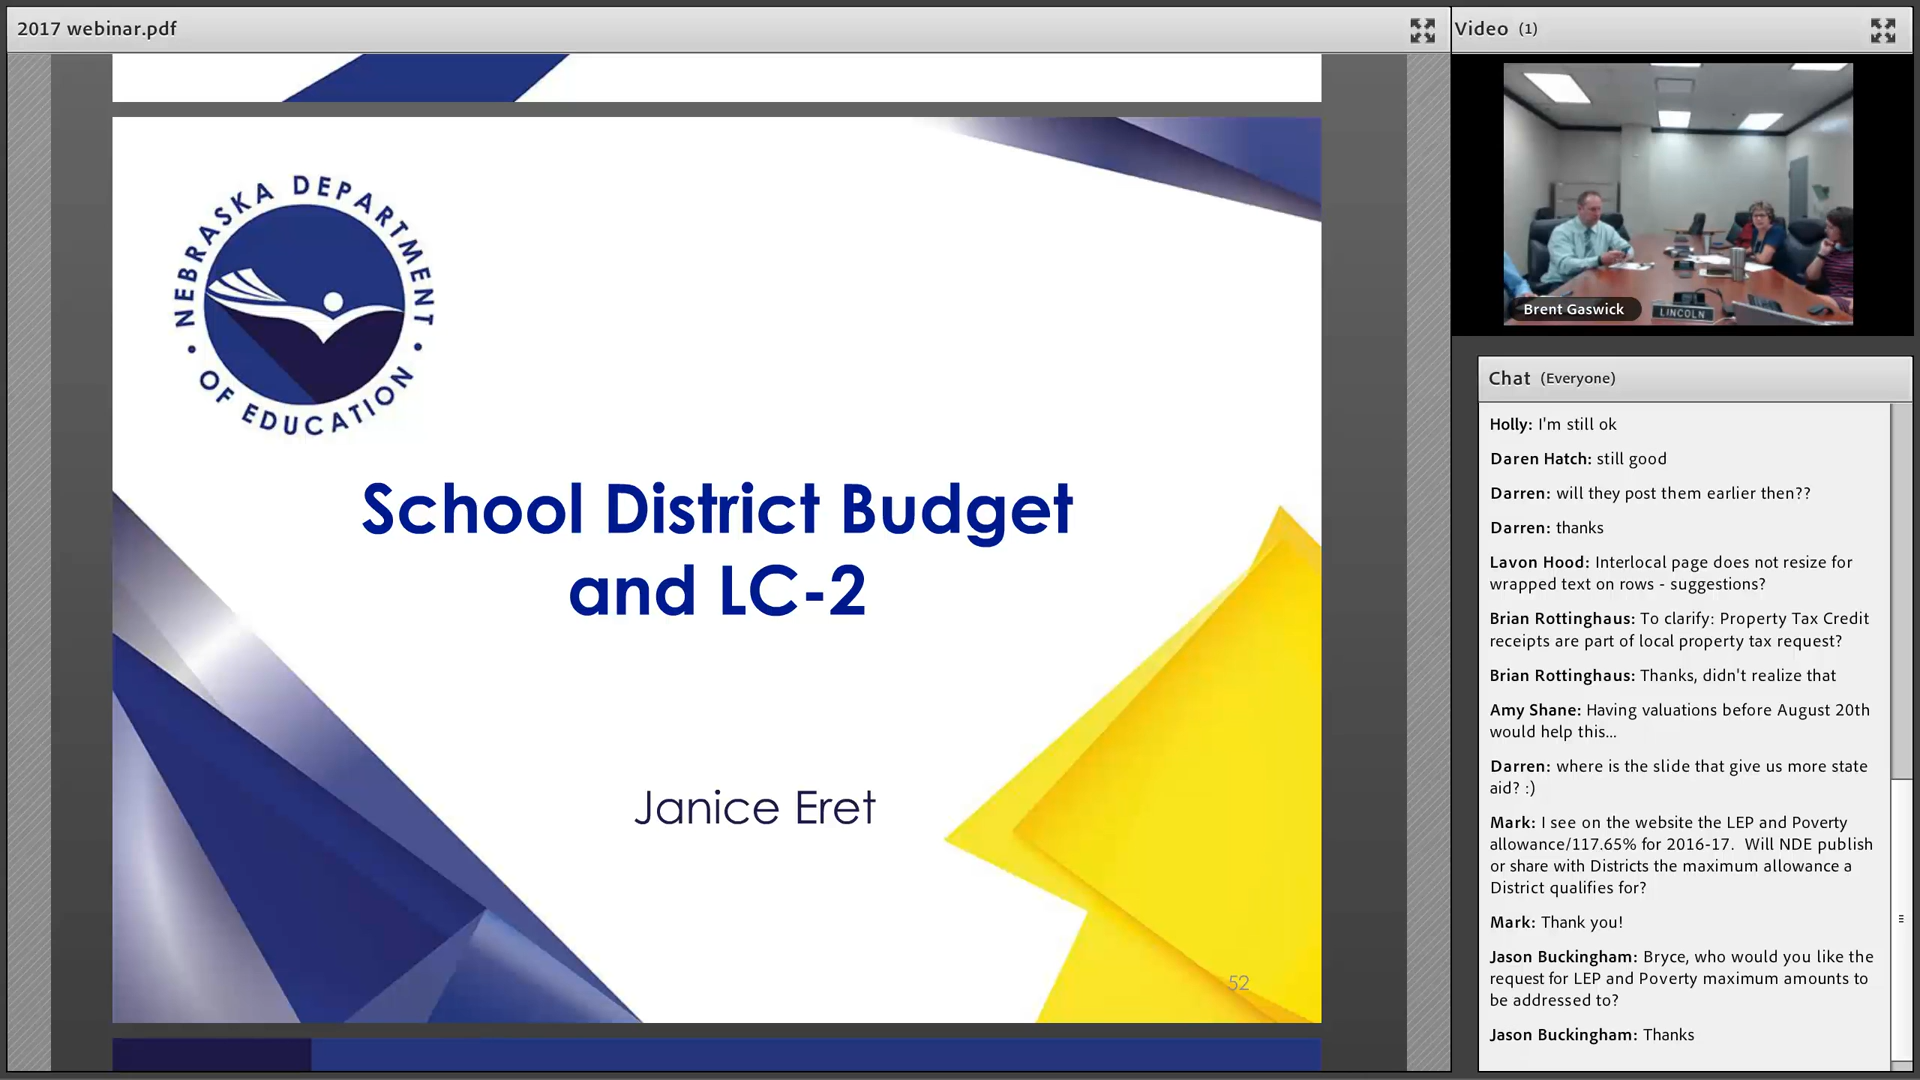 2017 webinar.pdf
NEBRASKA DEPARTMENT
OF EDUCATION
School District Budget
and LC-2
Janice Eret
52
Video (1)
Brent Gaswick
LINCOLN
Chat (Everyone)
Holly: I'm still ok
Daren Hatch: still good
Darren: will they post them earlier then??
Darren: thanks
Lavon Hood: Interlocal page does not resize for
wrapped text on rows - suggestions?
Brian Rottinghaus: To clarify: Property Tax Credit
receipts are part of local property tax request?
Brian Rottinghaus: Thanks, didn't realize that
Amy Shane: Having valuations before August 20th
would help this...
Darren: where is the slide that give us more state
aid? :)
Mark: I see on the website the LEP and Poverty
allowance/117.65% for 2016-17. Will NDE publish
or share with Districts the maximum allowance a
District qualifies for?
Mark: Thank you!
Jason Buckingham: Bryce, who would you like the
request for LEP and Poverty maximum amounts to
be addressed to?
Jason Buckingham: Thanks